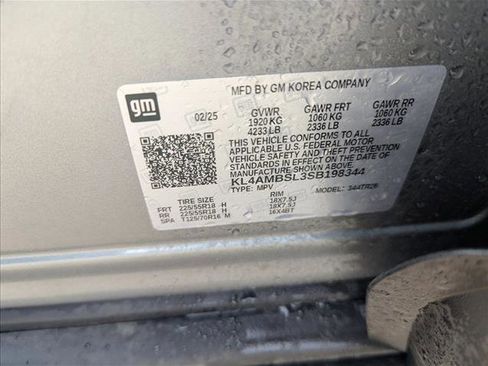 gm
MFD BY GM KOREA COMPANY
02/25 GVWR GAWR FRT GAWR RR
1920 KG 1060 KG 1060 KG
4233 LB 2336 LB 2336 LB
THIS VEHICLE CONFORMS TO ALL
APPLICABLE U.S. FEDERAL MOTOR
VEHICLE SAFETY AND THEFT PREVENTION
STANDARDS IN EFFECT ON THE DATE OF
MANUFACTURE SHOWN ABOVE.
KL4AMBSL3SB198344
TYPE: MPV MODEL:
TIRE SIZE RIM
FRT 225/55R18 H 18X7.5J
RR 225/55R18 H 18X7.5J
SPA T125/70R16 M 16X4BT